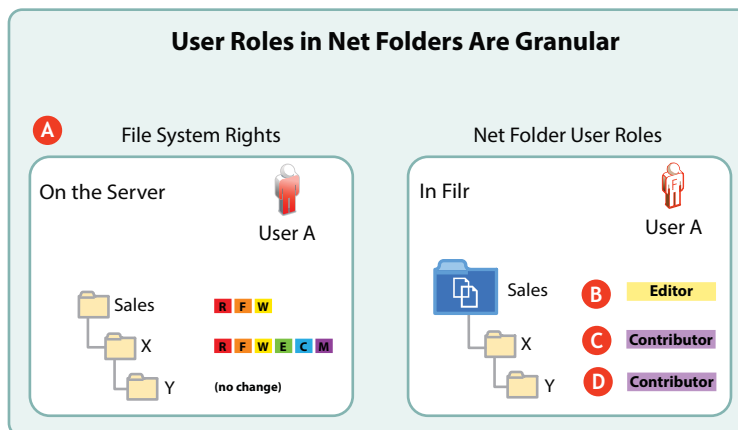 User Roles in Net Folders Are Granular
A File System Rights
Net Folder User Roles
On the Server
User A
Sales R F W
X R F W E C M
Y (no change)
In Filr
F
User A
Sales B Editor
X C Contributor
Y D Contributor